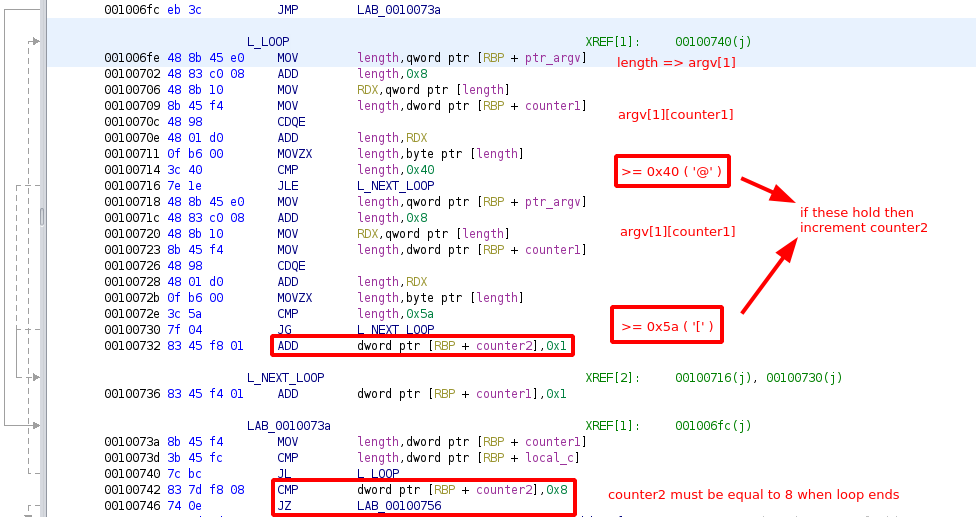 001006fc eb 3c JMP LAB_0010073a
L_LOOP XREF[1]: 00100740(j)
001006fe 48 8b 45 e0 MOV length,qword ptr [RBP + ptr_argv]
length => argv[1]
00100702 48 83 c0 08 ADD length,0x8
00100706 48 8b 10 MOV RDX,qword ptr [length]
00100709 8b 45 f4 MOV length,dword ptr [RBP + counter1]
argv[1][counter1]
0010070c 48 98 CDQE
0010070e 48 01 d0 ADD length,RDX
00100711 0f b6 00 MOVZX length,byte ptr [length]
00100714 3c 40 CMP length,0x40
>= 0x40 ( '@' )
00100716 7e 1e JLE L_NEXT_LOOP
00100718 48 8b 45 e0 MOV length,qword ptr [RBP + ptr_argv]
0010071c 48 83 c0 08 ADD length,0x8
if these hold then
increment counter2
00100720 48 8b 10 MOV RDX,qword ptr [length]
argv[1][counter1]
00100723 8b 45 f4 MOV length,dword ptr [RBP + counter1]
00100726 48 98 CDQE
00100728 48 01 d0 ADD length,RDX
0010072b 0f b6 00 MOVZX length,byte ptr [length]
0010072e 3c 5a CMP length,0x5a
>= 0x5a ( '[' )
00100730 7f 04 JG L_NEXT_LOOP
00100732 83 45 f8 01 ADD dword ptr [RBP + counter2],0x1
L_NEXT_LOOP XREF[2]: 00100716(j), 00100730(j)
00100736 83 45 f4 01 ADD dword ptr [RBP + counter1],0x1
LAB_0010073a XREF[1]: 001006fc(j)
0010073a 8b 45 f4 MOV length,dword ptr [RBP + counter1]
0010073d 3b 45 fc CMP length,dword ptr [RBP + local_c]
00100740 7c bc JL L_LOOP
00100742 83 7d f8 08 CMP dword ptr [RBP + counter2],0x8
counter2 must be equal to 8 when loop ends
00100746 74 0e JZ LAB_00100756